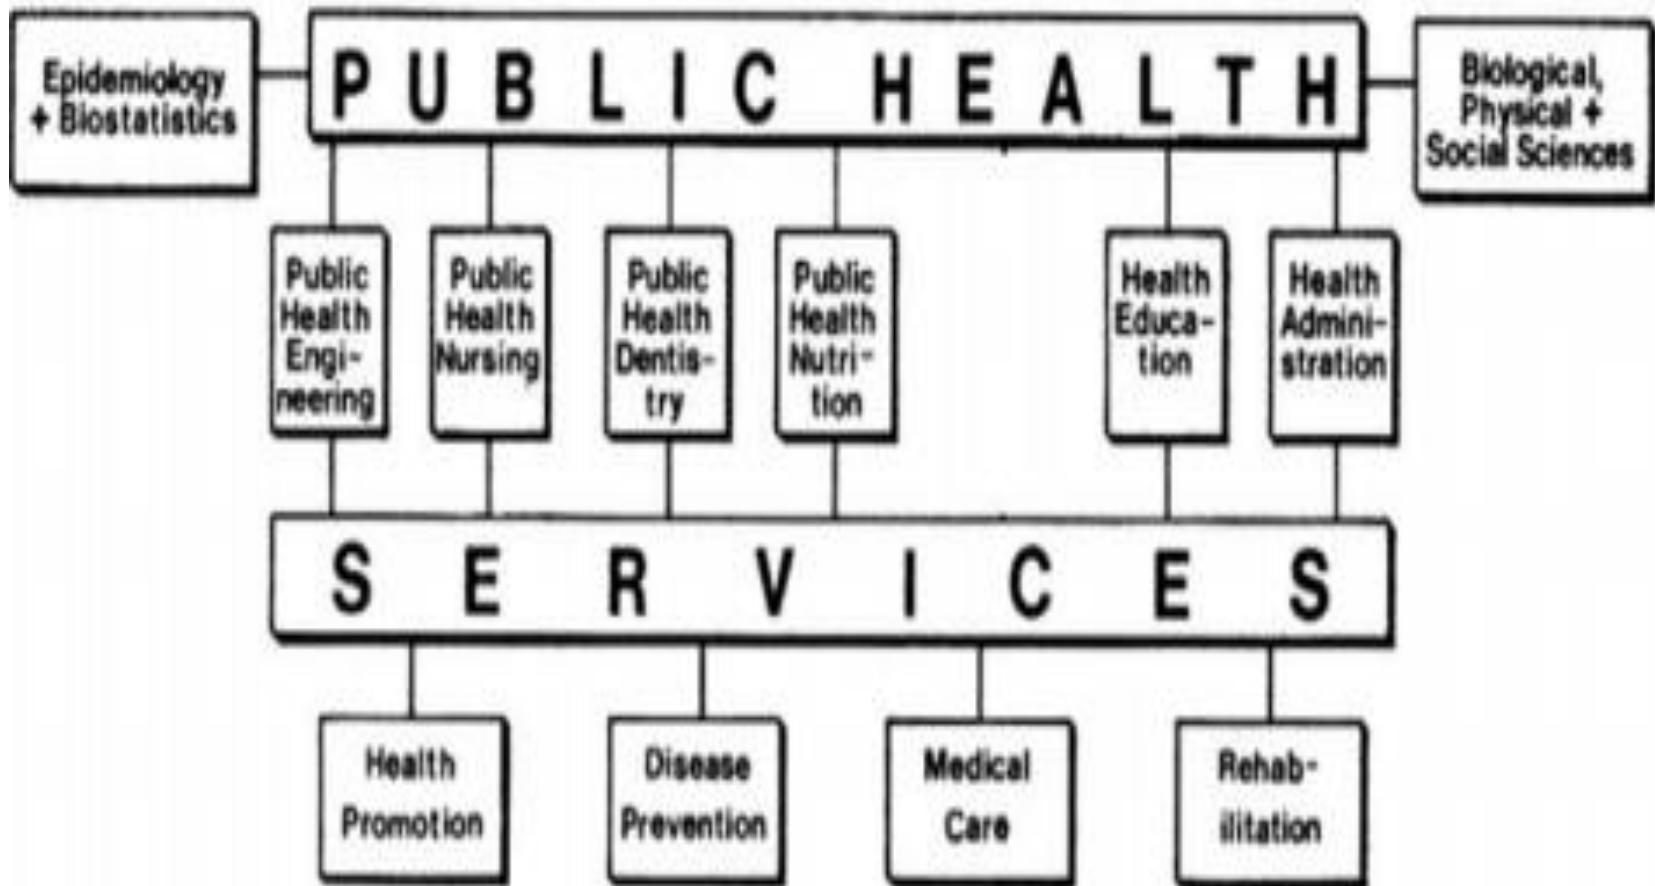 Epidemiology
+ Biostatistics
PUBLIC HEALTH
Biological,
Physical +
Social Sciences
Public
Health
Engi-
neering
Public
Health
Nursing
Public
Health
Dentis-
try
Public
Health
Nutri-
tion
Health
Educa-
tion
Health
Admini-
stration
SERVICES
Health
Promotion
Disease
Prevention
Medical
Care
Rehab-
ilitation